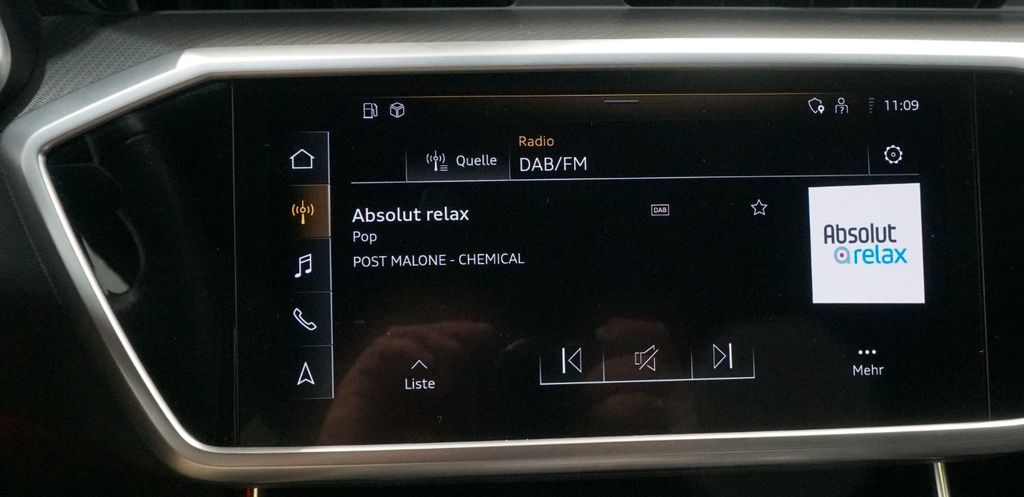 11:09
Radio
Quelle
DAB/FM
Absolut relax
DAB
Pop
POST MALONE - CHEMICAL
Absolut
relax
Liste
Mehr